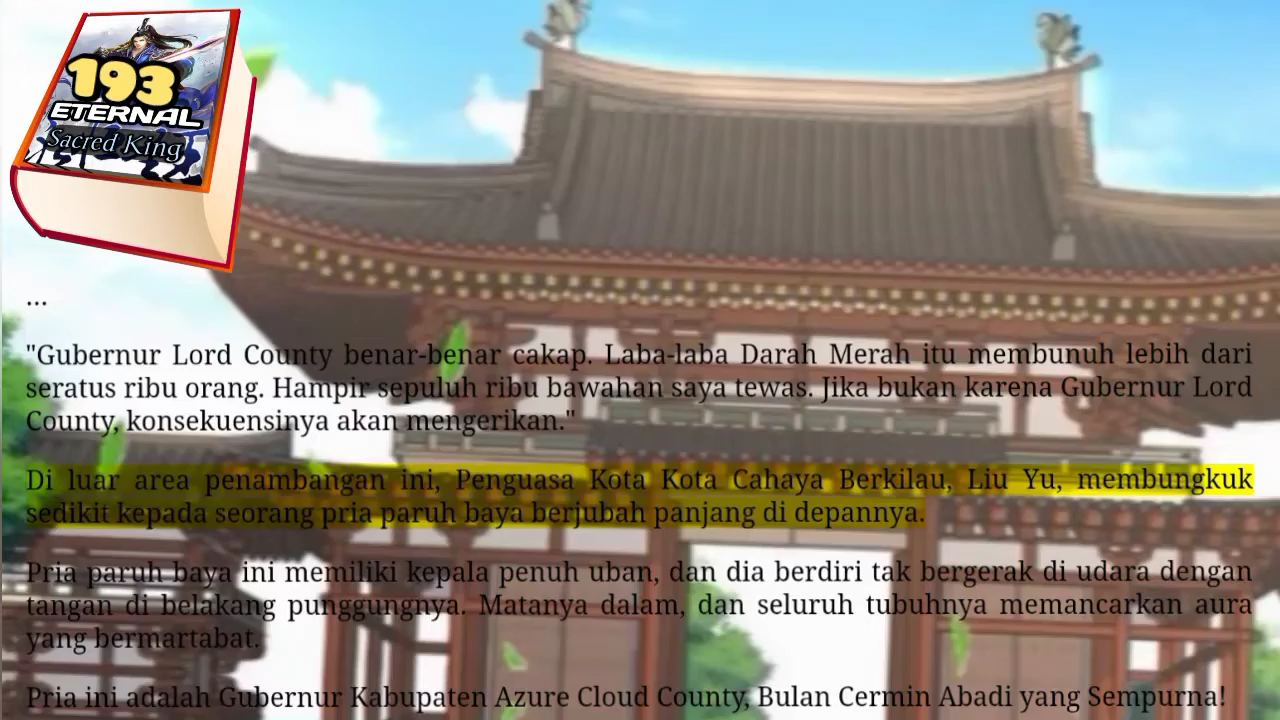 193
ETERNAL
Sacred King
...
"Gubernur Lord County benar-benar cakap. Laba-laba Darah Merah itu membunuh lebih dari
seratus ribu orang. Hampir sepuluh ribu bawahan saya tewas. Jika bukan karena Gubernur Lord
County, konsekuensinya akan mengerikan."
Di luar area penambangan ini, Penguasa Kota Kota Cahaya Berkilau, Liu Yu, membungkuk
sedikit kepada seorang pria paruh baya berjubah panjang di depannya.
Pria paruh baya ini memiliki kepala penuh uban, dan dia berdiri tak bergerak di udara dengan
tangan di belakang punggungnya. Matanya dalam, dan seluruh tubuhnya memancarkan aura
yang bermartabat.
Pria ini adalah Gubernur Kabupaten Azure Cloud County, Bulan Cermin Abadi yang Sempurna!